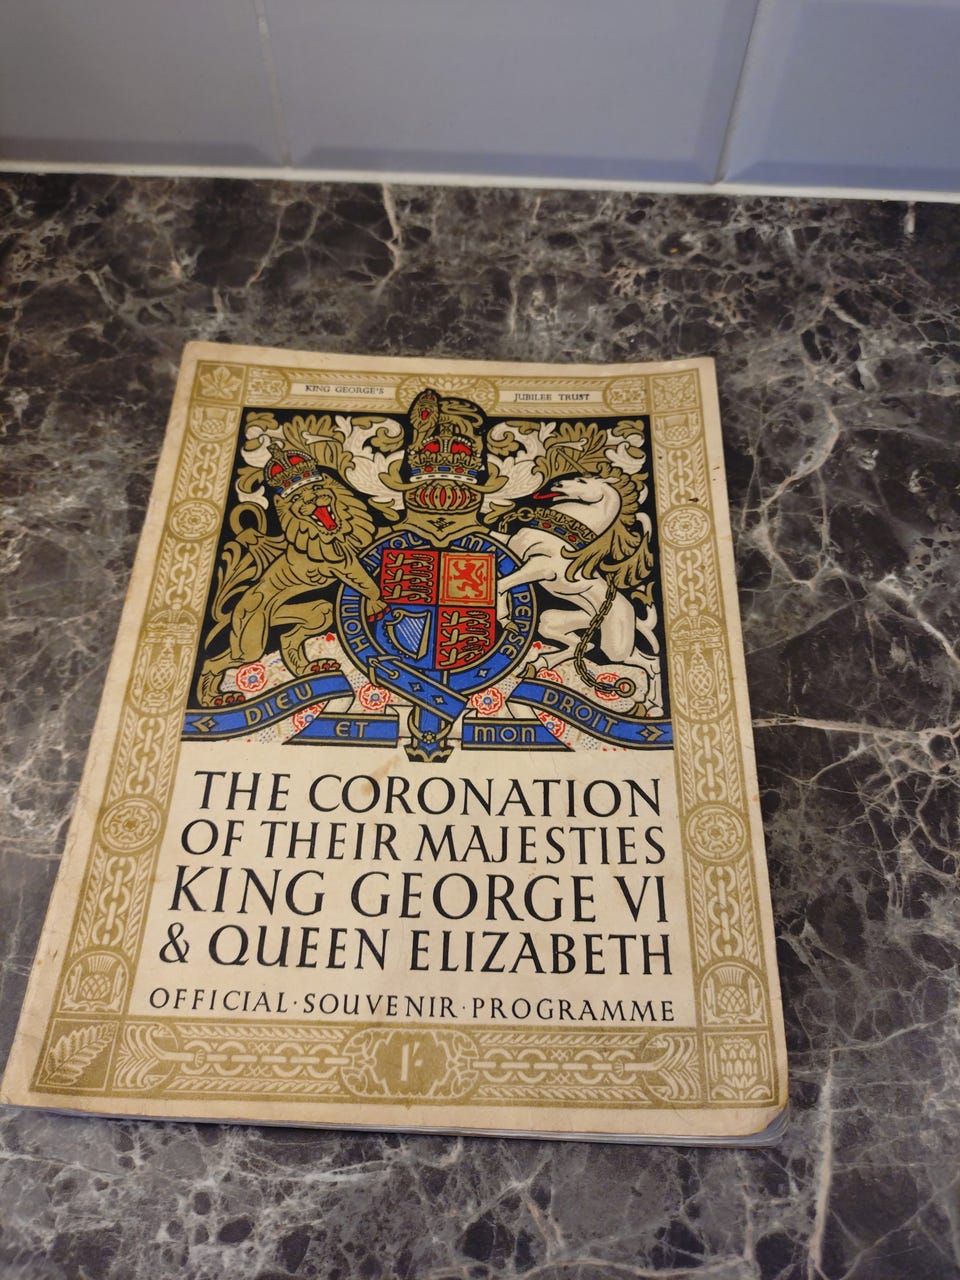 KING GEORGE'S JUBILEE TRUST
HONI SOIT QUI MAL Y PENSE
DIEU ET MON DROIT
THE CORONATION
OF THEIR MAJESTIES
KING GEORGE VI
& QUEEN ELIZABETH
OFFICIAL·SOUVENIR·PROGRAMME
1/-